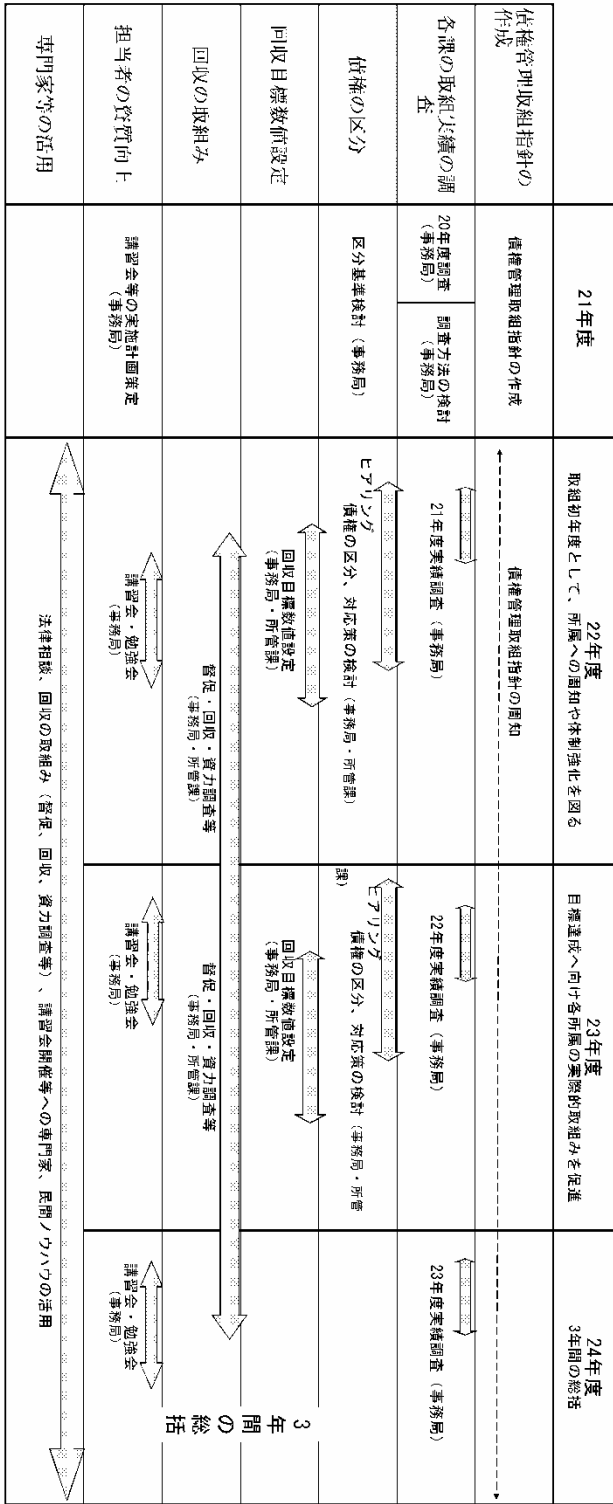 21年度
22年度
取組初年度として、所属への周知や体制強化を図る
23年度
目標達成へ向け各所属の実際的取組みを促進
24年度
3年間の総括
債権管理取組指針の
作成
債権管理取組指針の作成
債権管理取組指針の周知
各課の取組実績の調
査
20年度調査
(事務局)
調査方法の検討
(事務局)
21年度実績調査（事務局）
22年度実績調査（事務局）
23年度実績調査（事務局）
債権の区分
区分基準検討（事務局）
ヒアリング
債権の区分、対応策の検討（事務局・所管課）
ヒアリング
債権の区分、対応策の検討（事務局・所管
課）
回収目標数値設定
回収目標数値設定
(事務局・所管課)
回収目標数値設定
(事務局・所管課)
回収の取組み
督促・回収・資力調査等
(事務局・所管課)
督促・回収・資力調査等
(事務局・所管課)
3年間の総括
担当者の資質向上
講習会等の実施計画策定
(事務局)
講習会・勉強会
(事務局)
講習会・勉強会
(事務局)
講習会・勉強会
(事務局)
専門家等の活用
法律相談、回収の取組み（督促、回収、資力調査等）、講習会開催等への専門家、民間ノウハウの活用